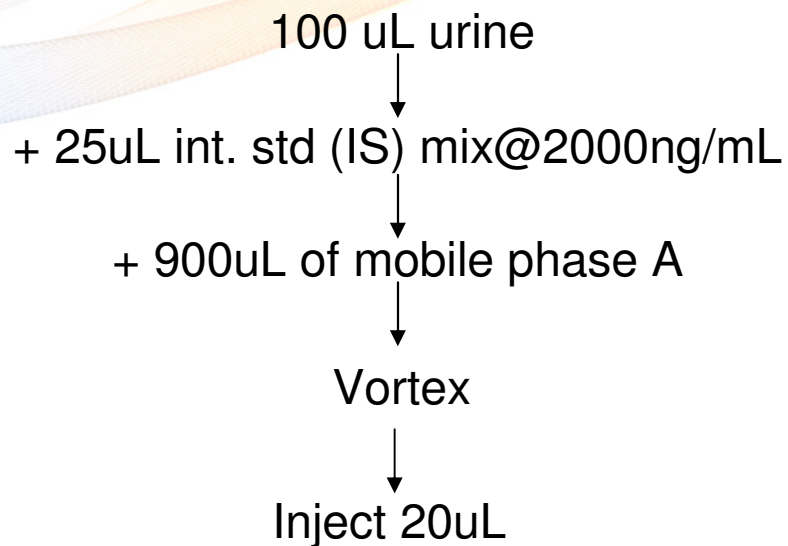 100 uL urine
+ 25uL int. std (IS) mix@2000ng/mL
+ 900uL of mobile phase A
Vortex
Inject 20uL